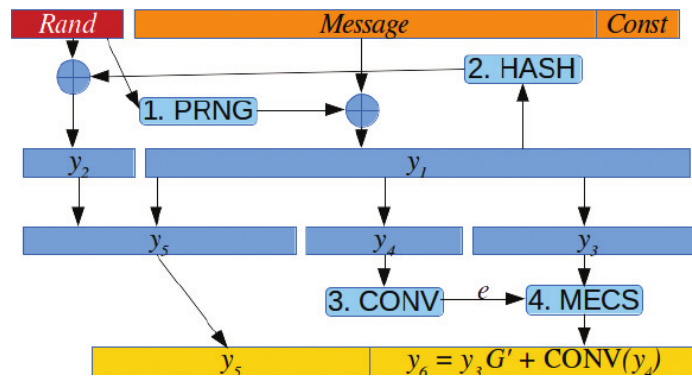 Rand Message Const
2. HASH
1. PRNG
y₂ y₁
y₅ y₄ y₃
3. CONV e 4. MECS
y₅ y₆ = y₃G′ + CONV(y₄)